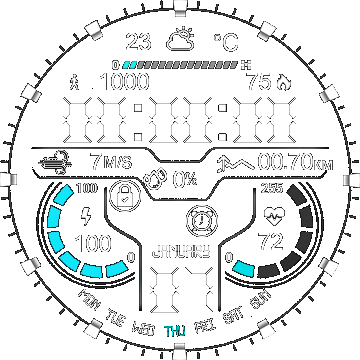 23 °C
0 H
1000 75
7M/S 00.70KM
0%
100 255
100 72
0 0
JANUARY
MON TUE WED THU FRI SAT SUN